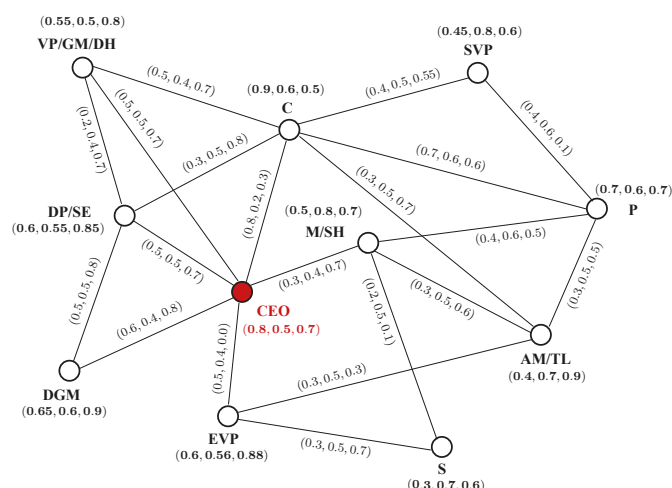 (0.55, 0.5, 0.8)
VP/GM/DH
(0.45, 0.8, 0.6)
SVP
(0.5, 0.4, 0.7)
(0.9, 0.6, 0.5)
C
(0.4, 0.5, 0.55)
(0.2, 0.4, 0.7)
(0.5, 0.5, 0.7)
(0.3, 0.5, 0.8)
(0.4, 0.6, 0.1)
(0.7, 0.6, 0.6)
(0.3, 0.5, 0.7)
(0.8, 0.2, 0.3)
(0.7, 0.6, 0.7)
P
DP/SE
(0.6, 0.55, 0.85)
(0.5, 0.8, 0.7)
M/SH
(0.4, 0.6, 0.5)
(0.5, 0.5, 0.7)
(0.3, 0.4, 0.7)
(0.3, 0.5, 0.5)
(0.5, 0.5, 0.8)
(0.3, 0.5, 0.6)
(0.2, 0.5, 0.1)
CEO
(0.8, 0.5, 0.7)
(0.6, 0.4, 0.8)
AM/TL
(0.4, 0.7, 0.9)
(0.5, 0.4, 0.0)
(0.3, 0.5, 0.3)
DGM
(0.65, 0.6, 0.9)
EVP
(0.6, 0.56, 0.88)
(0.3, 0.5, 0.7)
S
(0.3, 0.7, 0.6)